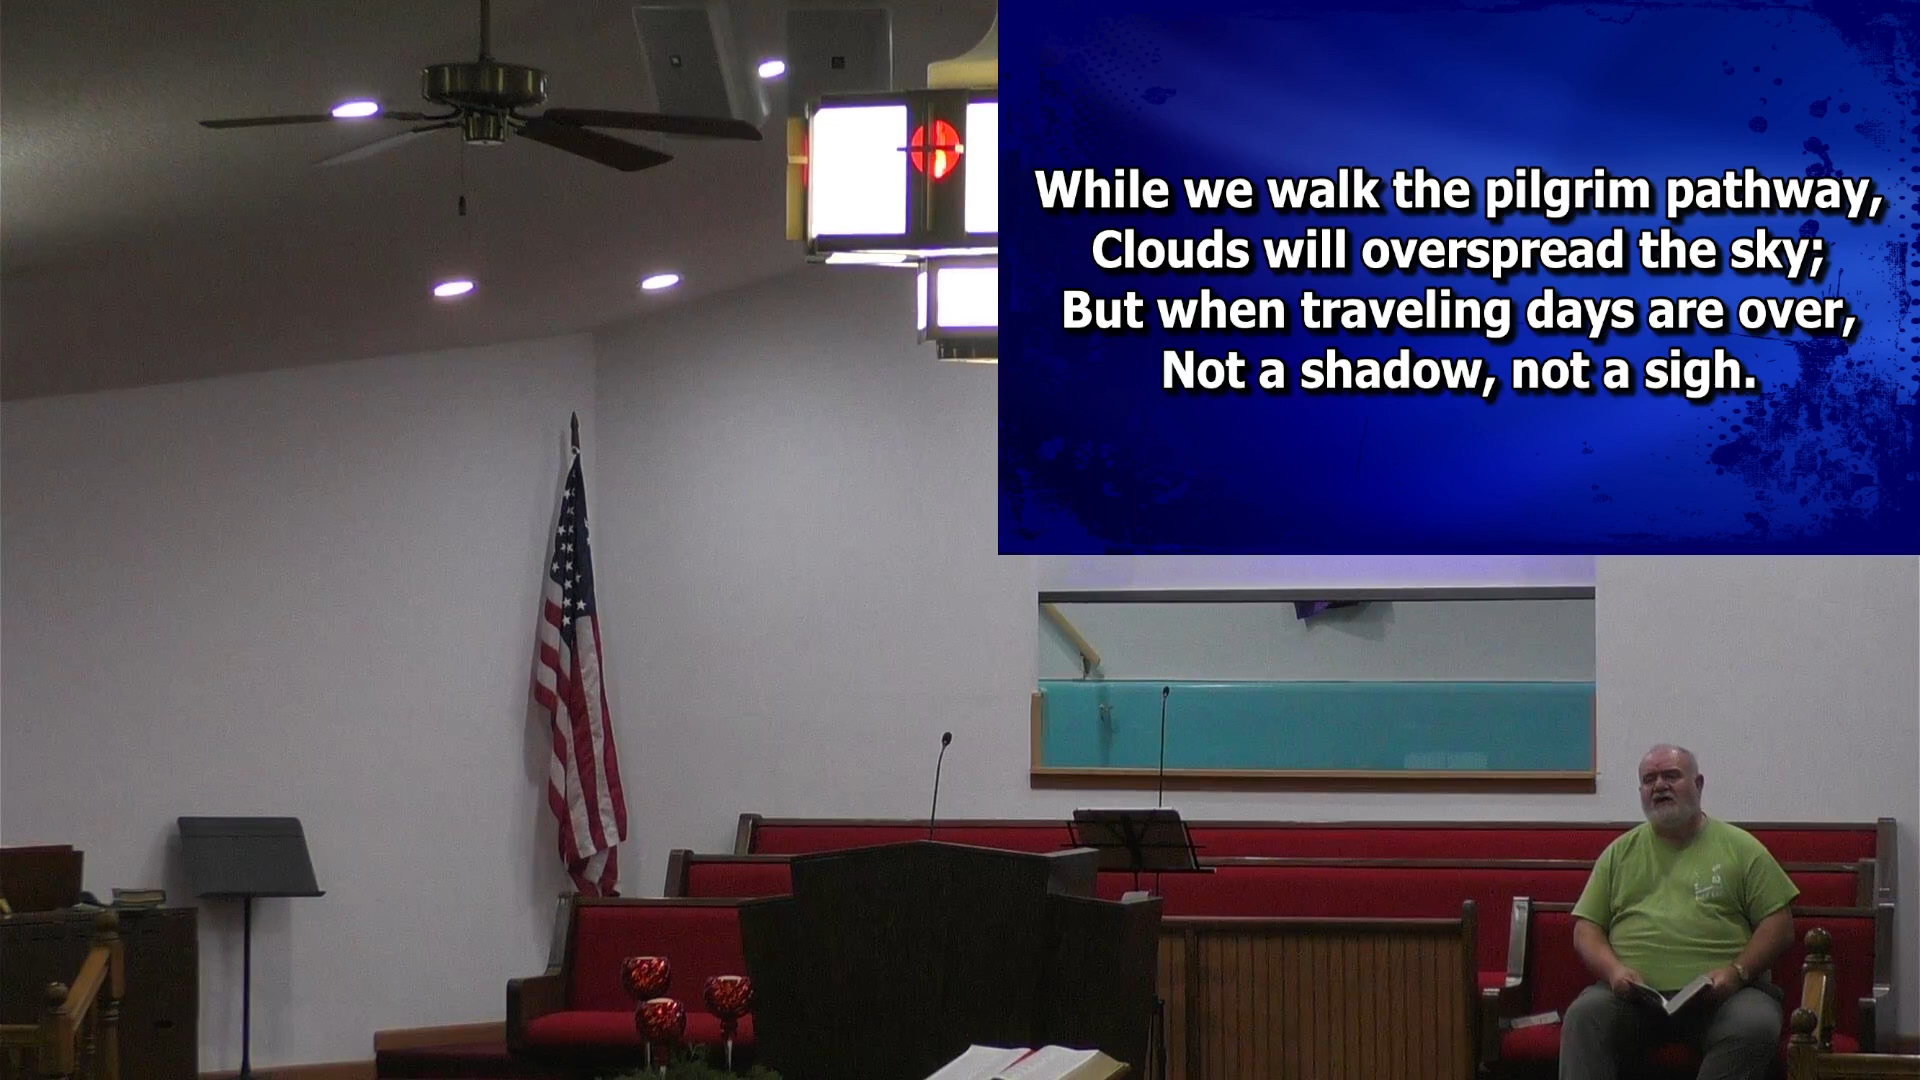 While we walk the pilgrim pathway,
Clouds will overspread the sky;
But when traveling days are over,
Not a shadow, not a sigh.